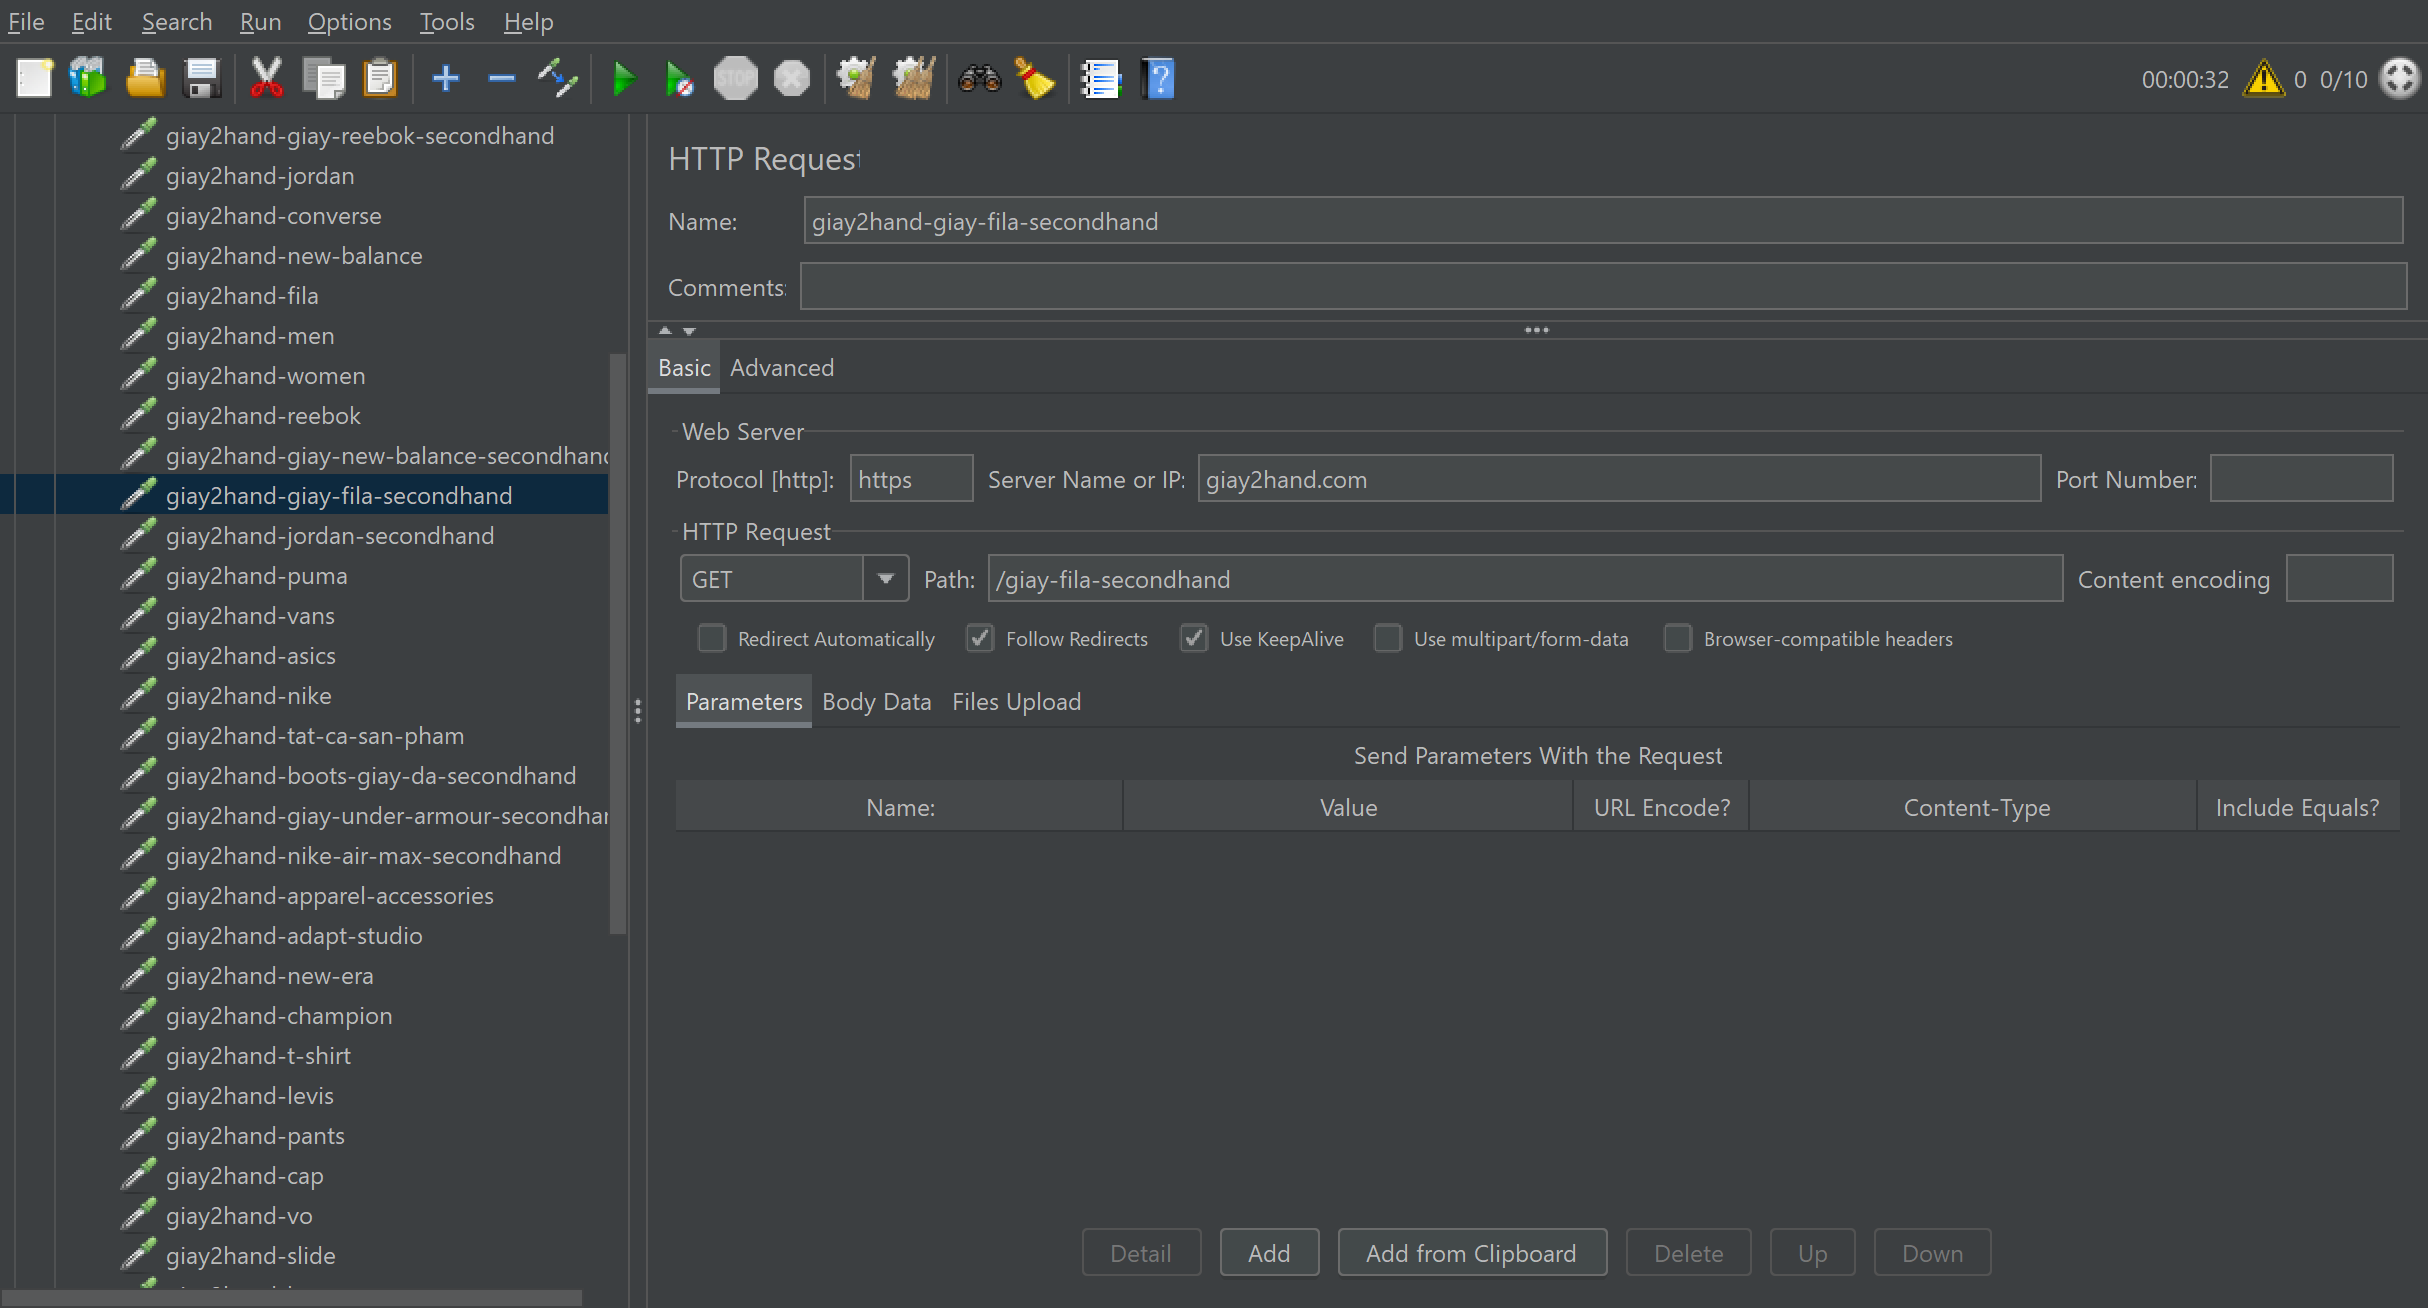 File Edit Search Run Options Tools Help
STOP
00:00:32 0 0/10
giay2hand-giay-reebok-secondhand
giay2hand-jordan
giay2hand-converse
giay2hand-new-balance
giay2hand-fila
giay2hand-men
giay2hand-women
giay2hand-reebok
giay2hand-giay-new-balance-secondhand
giay2hand-giay-fila-secondhand
giay2hand-jordan-secondhand
giay2hand-puma
giay2hand-vans
giay2hand-asics
giay2hand-nike
giay2hand-tat-ca-san-pham
giay2hand-boots-giay-da-secondhand
giay2hand-giay-under-armour-secondhar
giay2hand-nike-air-max-secondhand
giay2hand-apparel-accessories
giay2hand-adapt-studio
giay2hand-new-era
giay2hand-champion
giay2hand-t-shirt
giay2hand-levis
giay2hand-pants
giay2hand-cap
giay2hand-vo
giay2hand-slide
HTTP Request
Name: giay2hand-giay-fila-secondhand
Comments:
Basic Advanced
Web Server
Protocol [http]: https Server Name or IP: giay2hand.com Port Number:
HTTP Request
GET Path: /giay-fila-secondhand Content encoding
Redirect Automatically Follow Redirects Use KeepAlive Use multipart/form-data Browser-compatible headers
Parameters Body Data Files Upload
Send Parameters With the Request
Name: Value URL Encode? Content-Type Include Equals?
Detail Add Add from Clipboard Delete Up Down